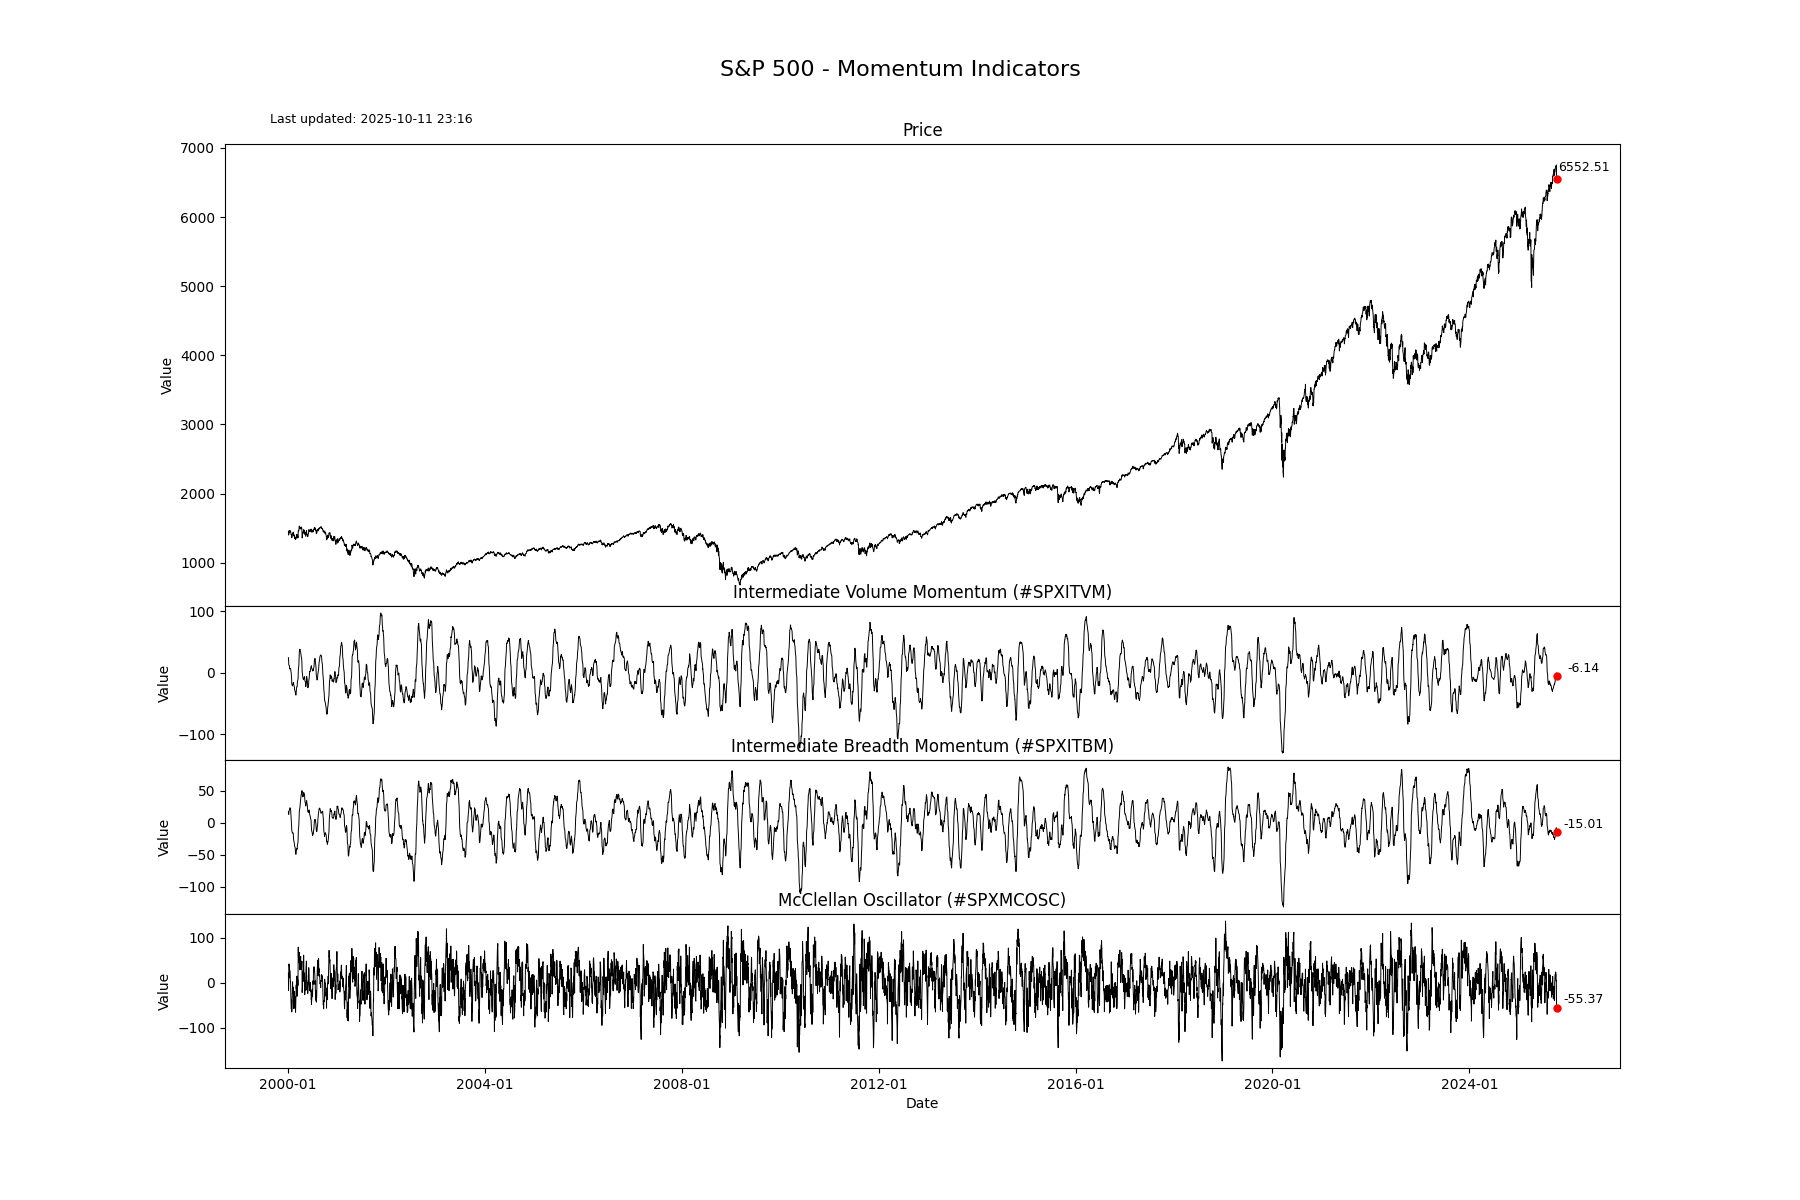 S&P 500 - Momentum Indicators
Last updated: 2025-10-11 23:16
Price
7000
6000
5000
4000
3000
2000
1000
Value
6552.51
Intermediate Volume Momentum (#SPXITVM)
100
0
−100
Value
-6.14
Intermediate Breadth Momentum (#SPXITBM)
50
0
−50
−100
Value
-15.01
McClellan Oscillator (#SPXMCOSC)
100
0
−100
Value
-55.37
2000-01 2004-01 2008-01 2012-01 2016-01 2020-01 2024-01
Date